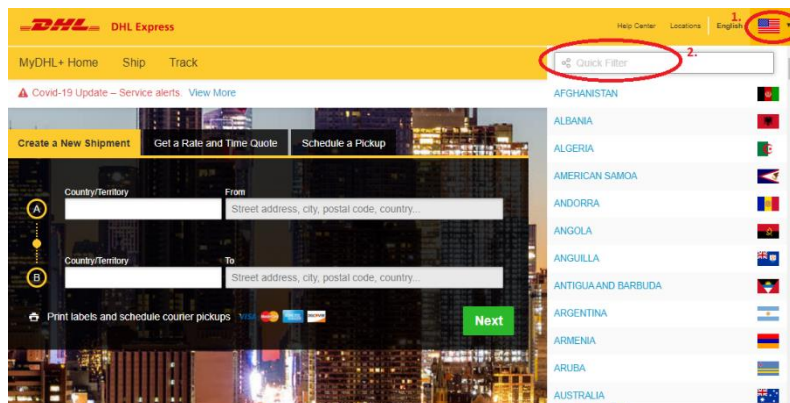 DHL DHL Express
Help Center Locations English 1.
MyDHL+ Home Ship Track
Quick Filter 2.
Covid-19 Update – Service alerts. View More
Create a New Shipment Get a Rate and Time Quote Schedule a Pickup
Country/Territory From
A Street address, city, postal code, country...
Country/Territory To
B Street address, city, postal code, country...
Print labels and schedule courier pickups VISA
Next
AFGHANISTAN
ALBANIA
ALGERIA
AMERICAN SAMOA
ANDORRA
ANGOLA
ANGUILLA
ANTIGUA AND BARBUDA
ARGENTINA
ARMENIA
ARUBA
AUSTRALIA